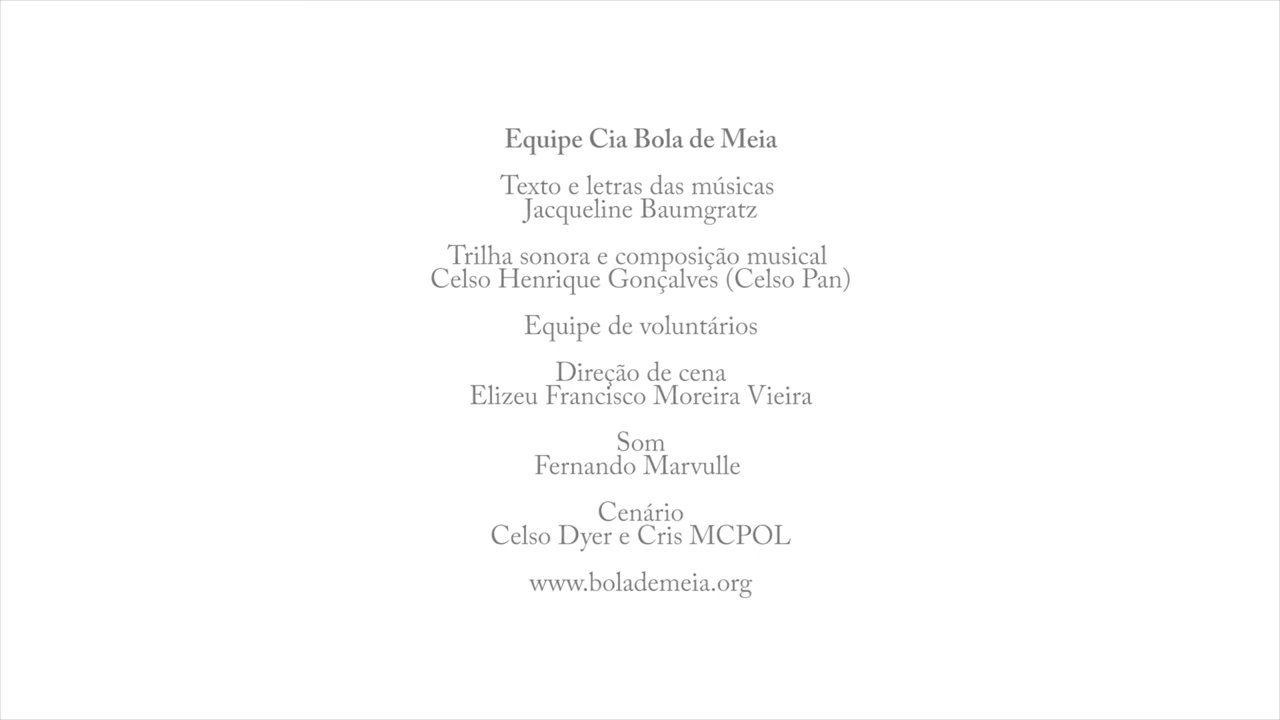 Equipe Cia Bola de Meia
Texto e letras das músicas
Jacqueline Baumgratz
Trilha sonora e composição musical
Celso Henrique Gonçalves (Celso Pan)
Equipe de voluntários
Direção de cena
Elizeu Francisco Moreira Vieira
Som
Fernando Marvulle
Cenário
Celso Dyer e Cris MCPOL
www.bolademeia.org